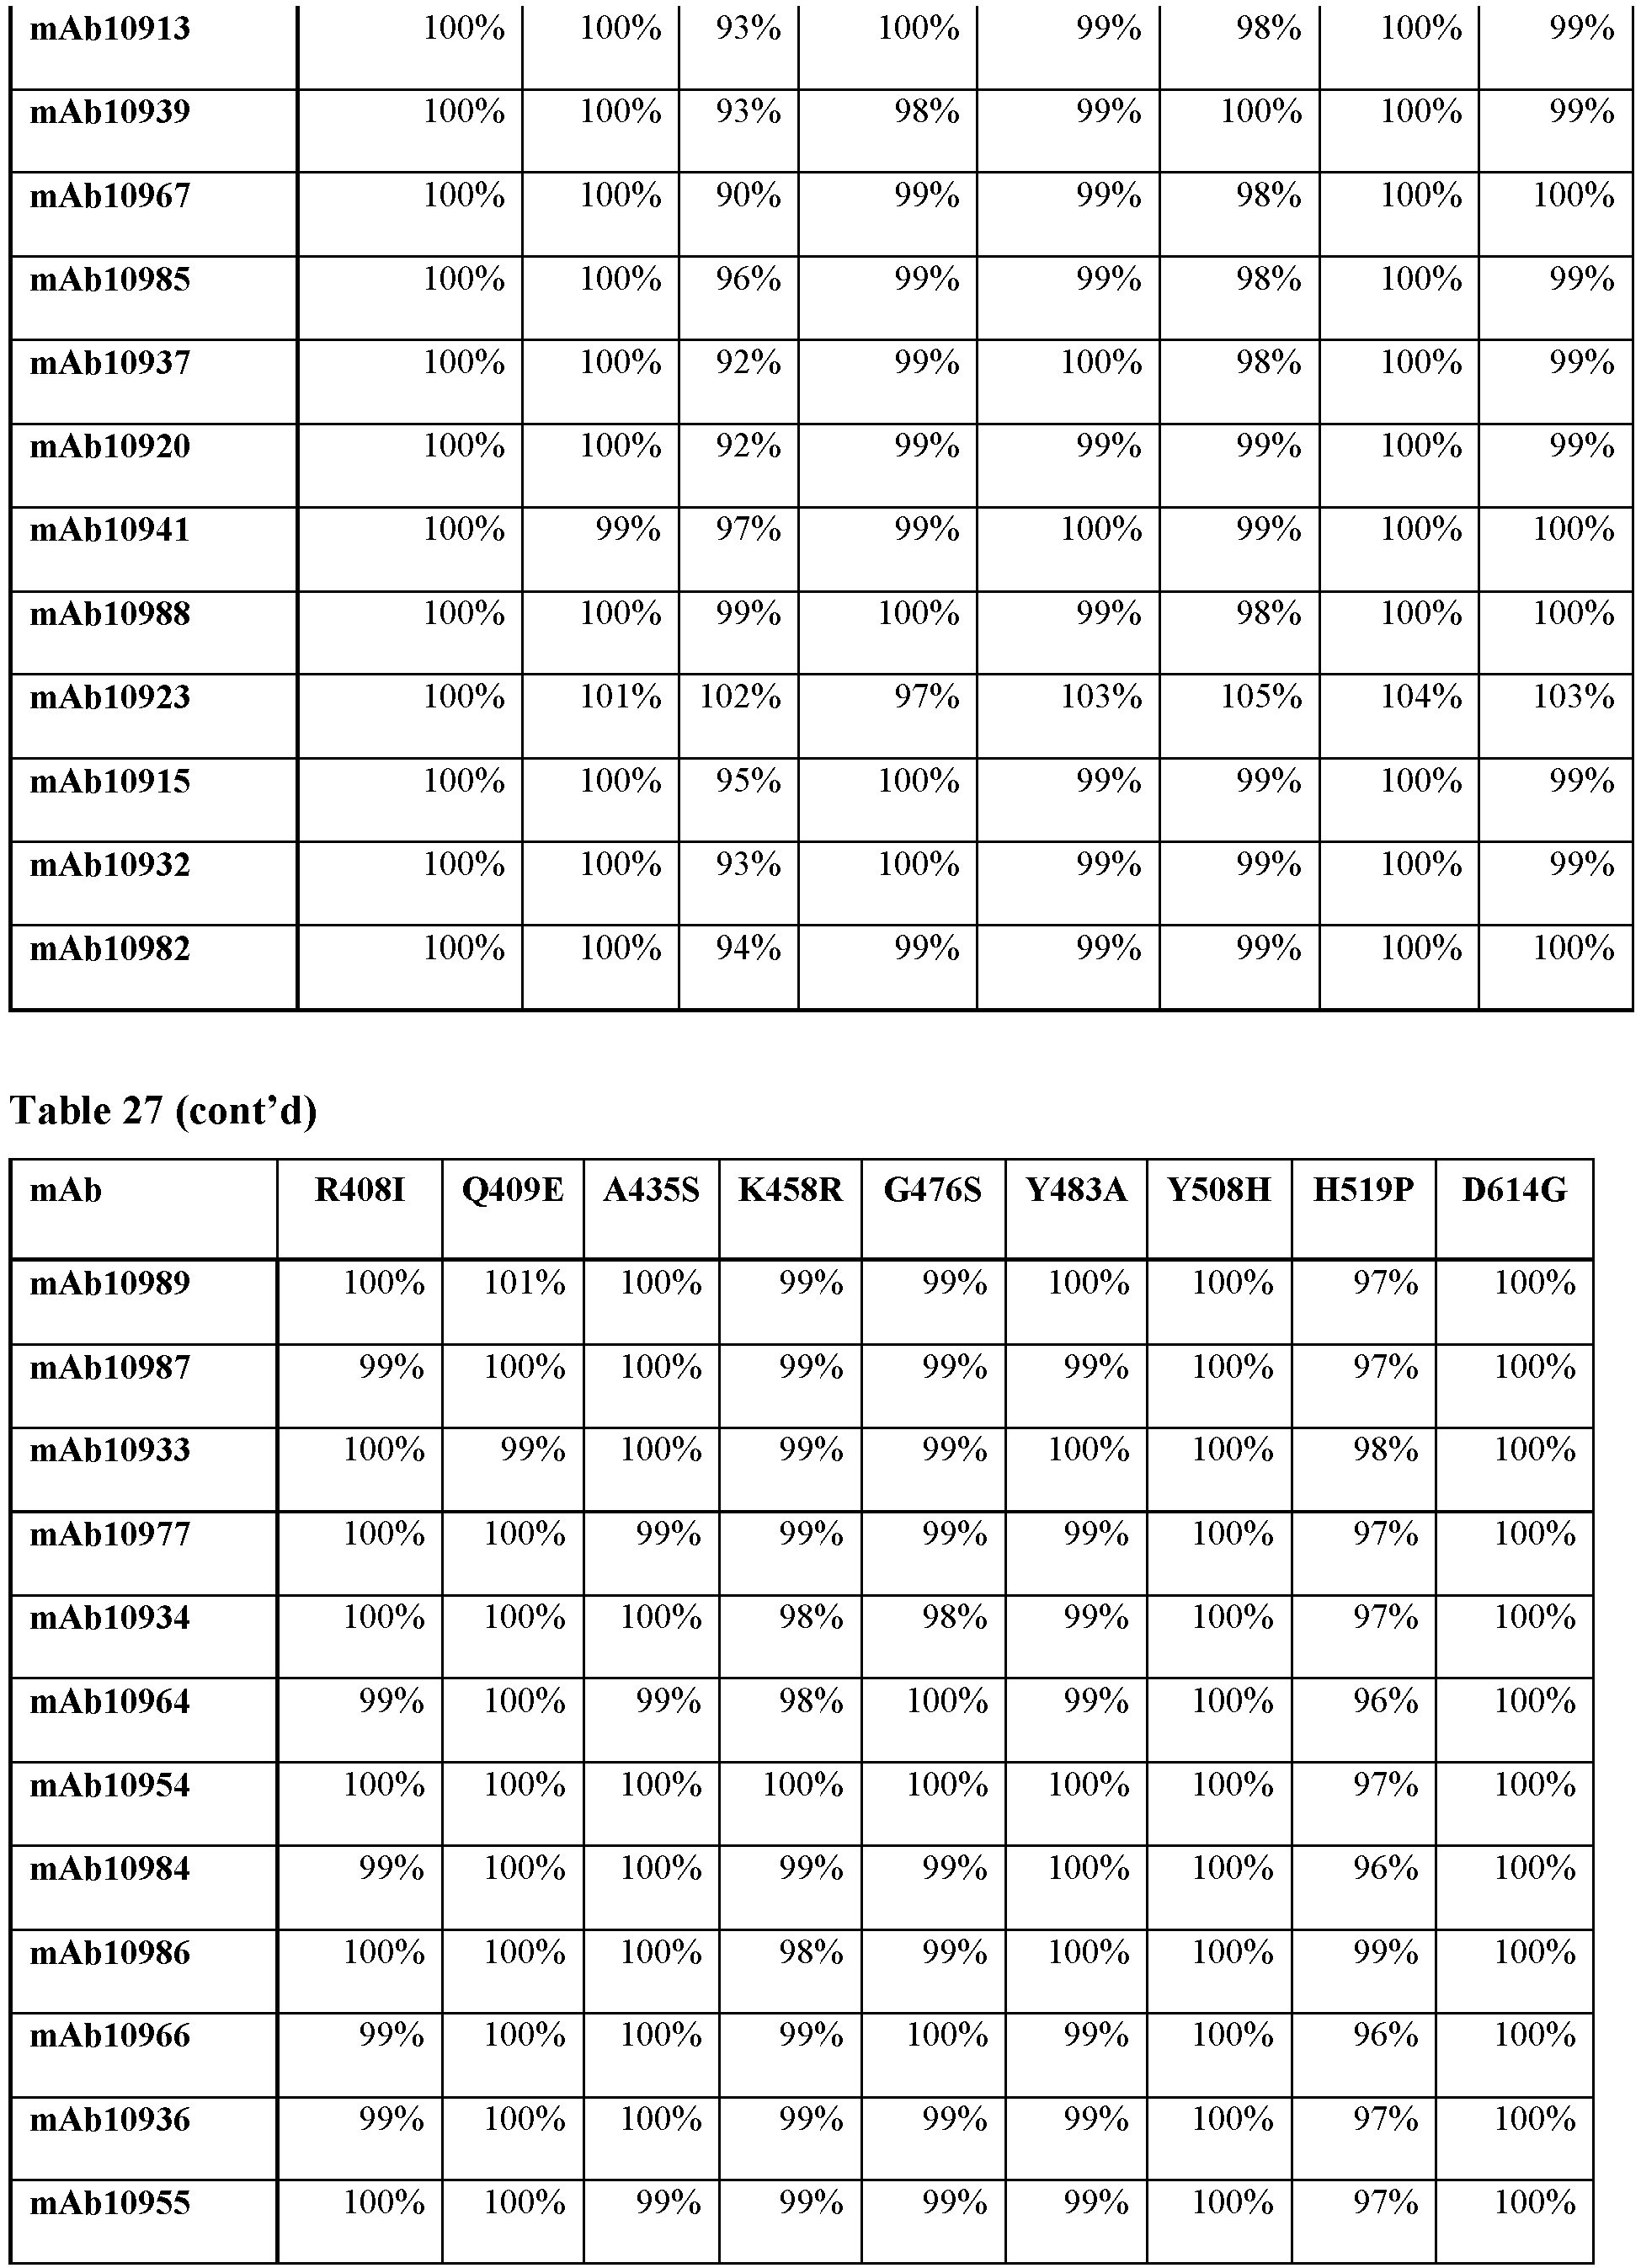 mAb10913 100% 100% 93% 100% 99% 98% 100% 99%
mAb10939 100% 100% 93% 98% 99% 100% 100% 99%
mAb10967 100% 100% 90% 99% 99% 98% 100% 100%
mAb10985 100% 100% 96% 99% 99% 98% 100% 99%
mAb10937 100% 100% 92% 99% 100% 98% 100% 99%
mAb10920 100% 100% 92% 99% 99% 99% 100% 99%
mAb10941 100% 99% 97% 99% 100% 99% 100% 100%
mAb10988 100% 100% 99% 100% 99% 98% 100% 100%
mAb10923 100% 101% 102% 97% 103% 105% 104% 103%
mAb10915 100% 100% 95% 100% 99% 99% 100% 99%
mAb10932 100% 100% 93% 100% 99% 99% 100% 99%
mAb10982 100% 100% 94% 99% 99% 99% 100% 100%
Table 27 (cont’d)
mAb R408I Q409E A435S K458R G476S Y483A Y508H H519P D614G
mAb10989 100% 101% 100% 99% 99% 100% 100% 97% 100%
mAb10987 99% 100% 100% 99% 99% 99% 100% 97% 100%
mAb10933 100% 99% 100% 99% 99% 100% 100% 98% 100%
mAb10977 100% 100% 99% 99% 99% 99% 100% 97% 100%
mAb10934 100% 100% 100% 98% 98% 99% 100% 97% 100%
mAb10964 99% 100% 99% 98% 100% 99% 100% 96% 100%
mAb10954 100% 100% 100% 100% 100% 100% 100% 97% 100%
mAb10984 99% 100% 100% 99% 99% 100% 100% 96% 100%
mAb10986 100% 100% 100% 98% 99% 100% 100% 99% 100%
mAb10966 99% 100% 100% 99% 100% 99% 100% 96% 100%
mAb10936 99% 100% 100% 99% 99% 99% 100% 97% 100%
mAb10955 100% 100% 99% 99% 99% 99% 100% 97% 100%